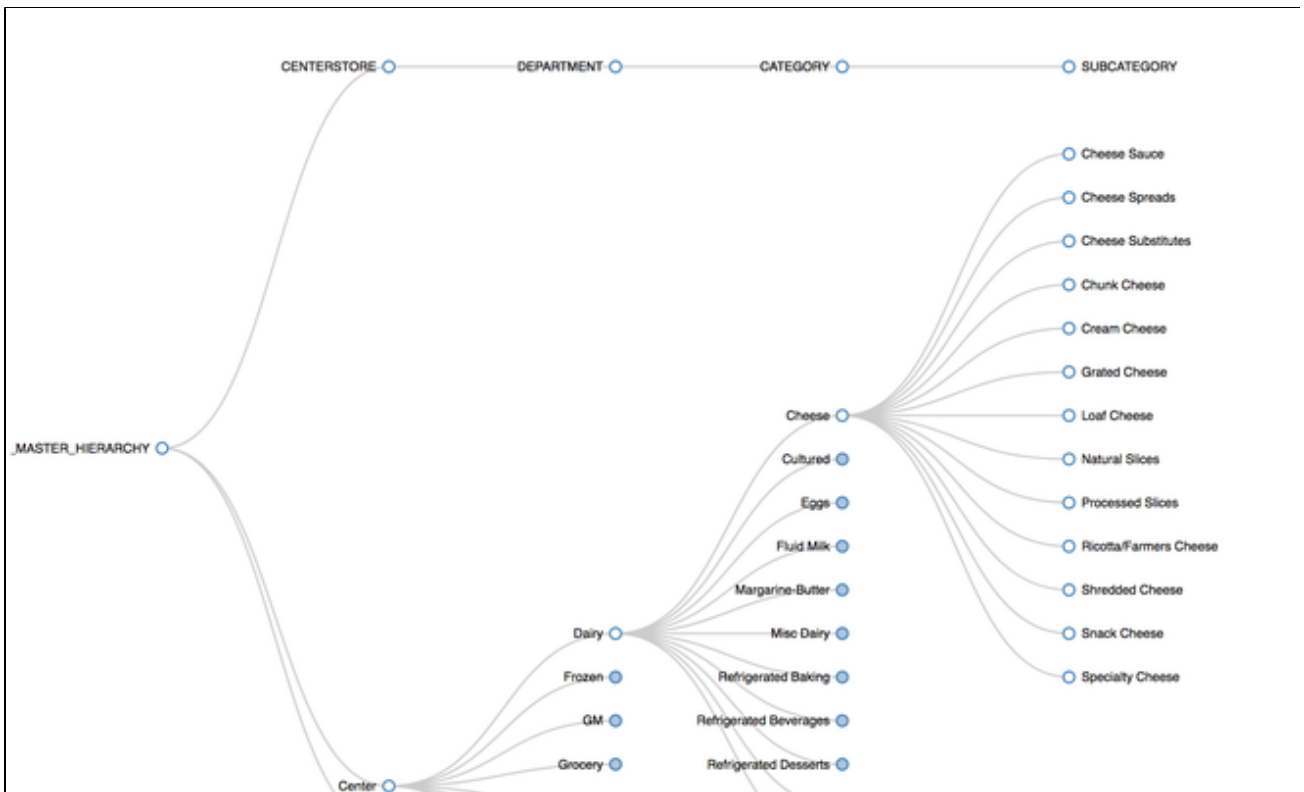 CENTERSTORE DEPARTMENT CATEGORY SUBCATEGORY
Cheese Sauce
Cheese Spreads
Cheese Substitutes
Chunk Cheese
Cream Cheese
Grated Cheese
Cheese Loaf Cheese
_MASTER_HIERARCHY
Cultured Natural Slices
Eggs Processed Slices
Fluid Milk Ricotta/Farmers Cheese
Margarine-Butter Shredded Cheese
Dairy Misc Dairy Snack Cheese
Frozen Refrigerated Baking Specialty Cheese
GM Refrigerated Beverages
Grocery Refrigerated Desserts
Center